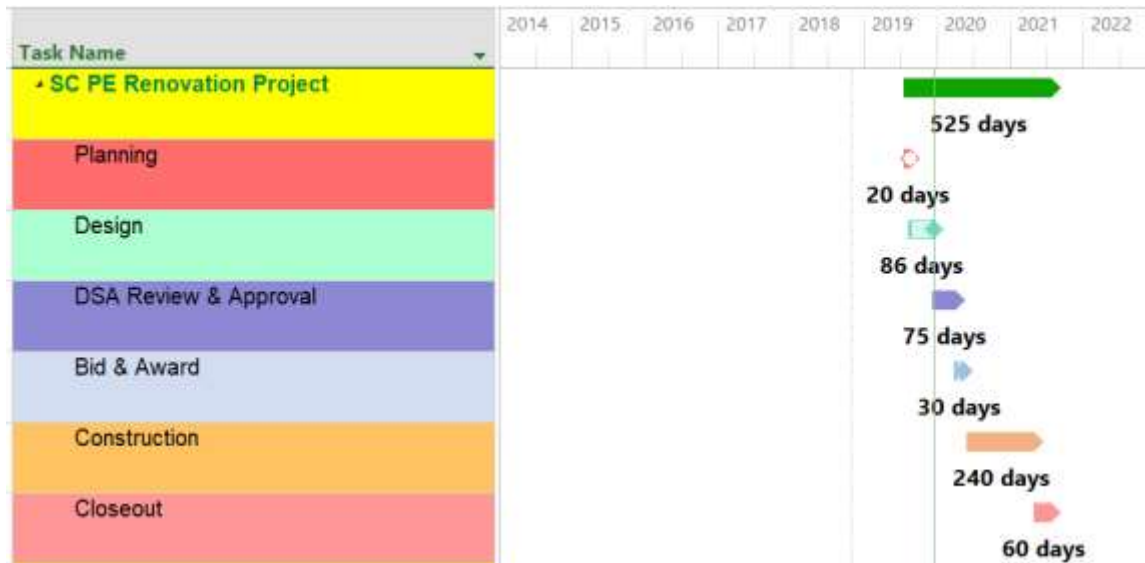 2014 2015 2016 2017 2018 2019 2020 2021 2022
Task Name
SC PE Renovation Project
525 days
Planning
20 days
Design
86 days
DSA Review & Approval
75 days
Bid & Award
30 days
Construction
240 days
Closeout
60 days